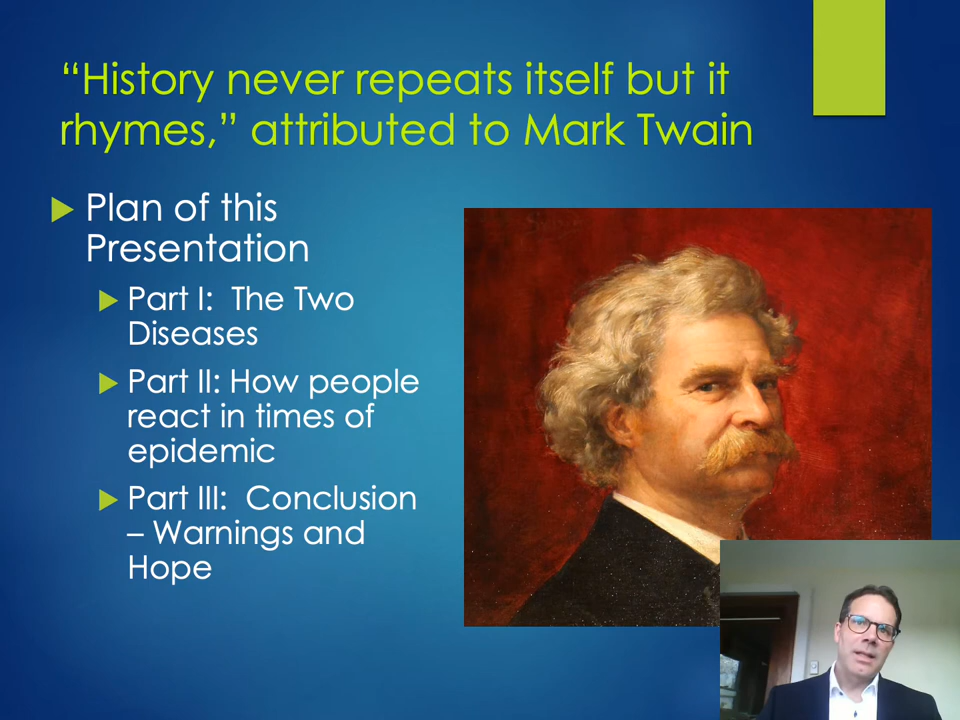 “History never repeats itself but it
rhymes,” attributed to Mark Twain
Plan of this
Presentation
Part I:  The Two
Diseases
Part II: How people
react in times of
epidemic
Part III:  Conclusion
– Warnings and
Hope